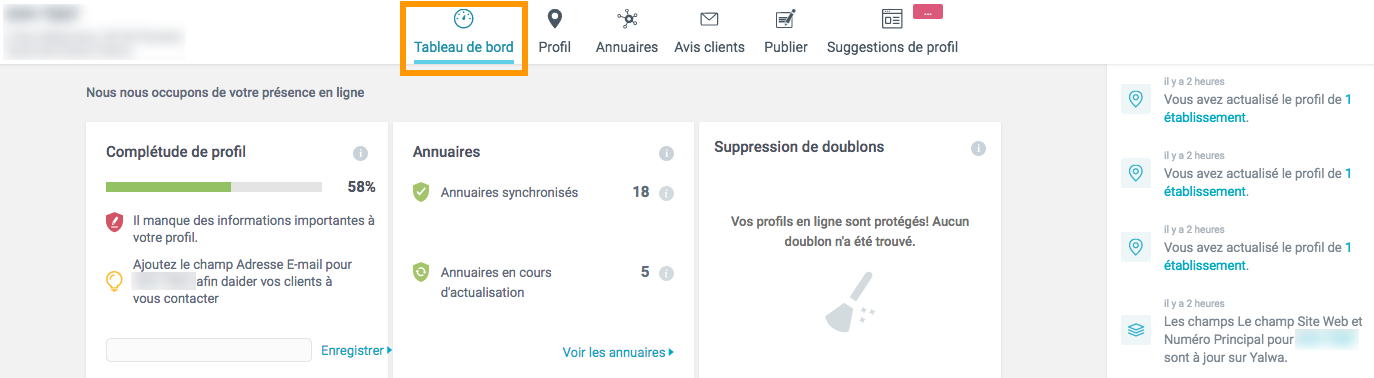 Tableau de bord
Profil
Annuaires
Avis clients
Publier
Suggestions de profil
...
Nous nous occupons de votre présence en ligne
Complétude de profil
58%
Il manque des informations importantes à
votre profil.
Ajoutez le champ Adresse E-mail pour
afin daider vos clients à
vous contacter
Enregistrer
Annuaires
Annuaires synchronisés
18
Annuaires en cours
d'actualisation
5
Voir les annuaires
Suppression de doublons
Vos profils en ligne sont protégés! Aucun
doublon n'a été trouvé.
il y a 2 heures
Vous avez actualisé le profil de 1
établissement.
il y a 2 heures
Vous avez actualisé le profil de 1
établissement.
il y a 2 heures
Vous avez actualisé le profil de 1
établissement.
il y a 2 heures
Les champs Le champ Site Web et
Numéro Principal pour
sont à jour sur Yalwa.